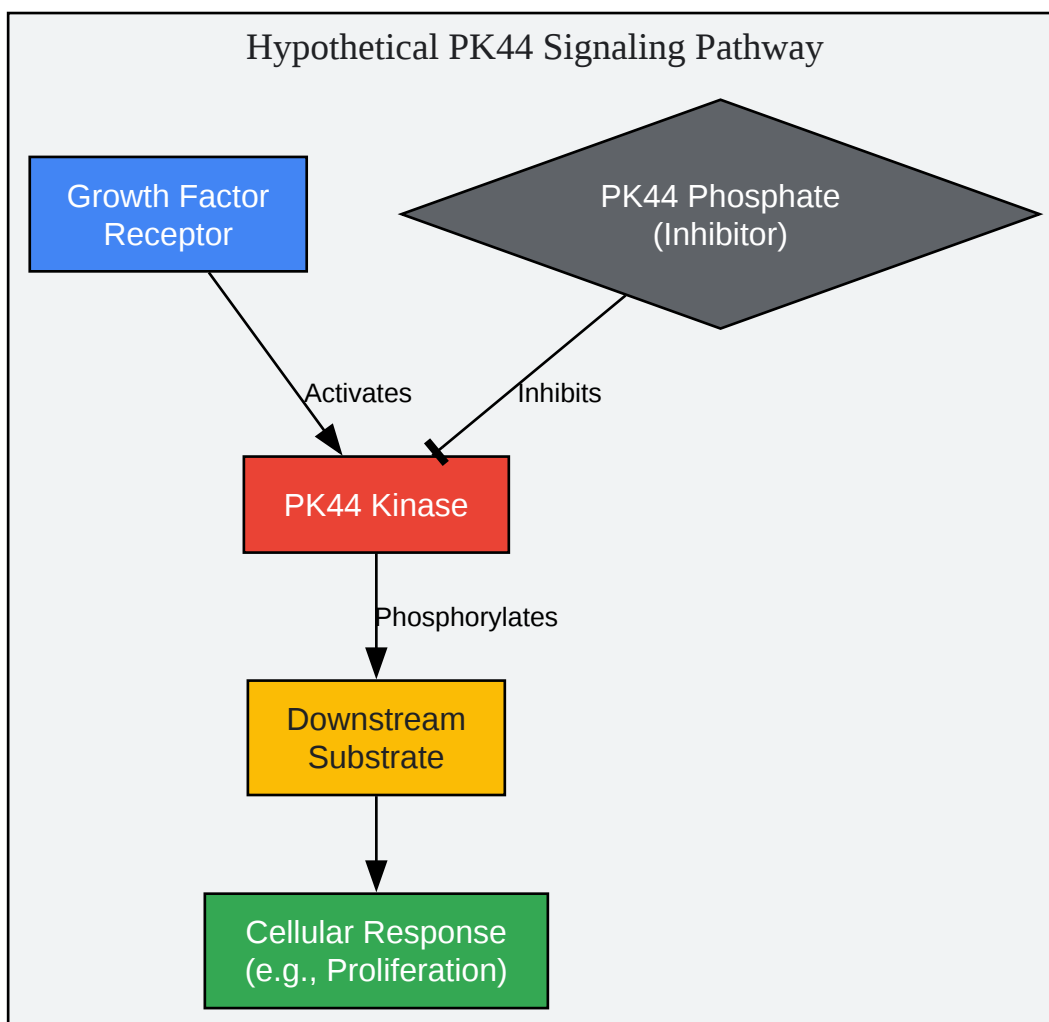 Hypothetical PK44 Signaling Pathway
Growth Factor
Receptor
PK44 Phosphate
(Inhibitor)
Activates
Inhibits
PK44 Kinase
Phosphorylates
Downstream
Substrate
Cellular Response
(e.g., Proliferation)